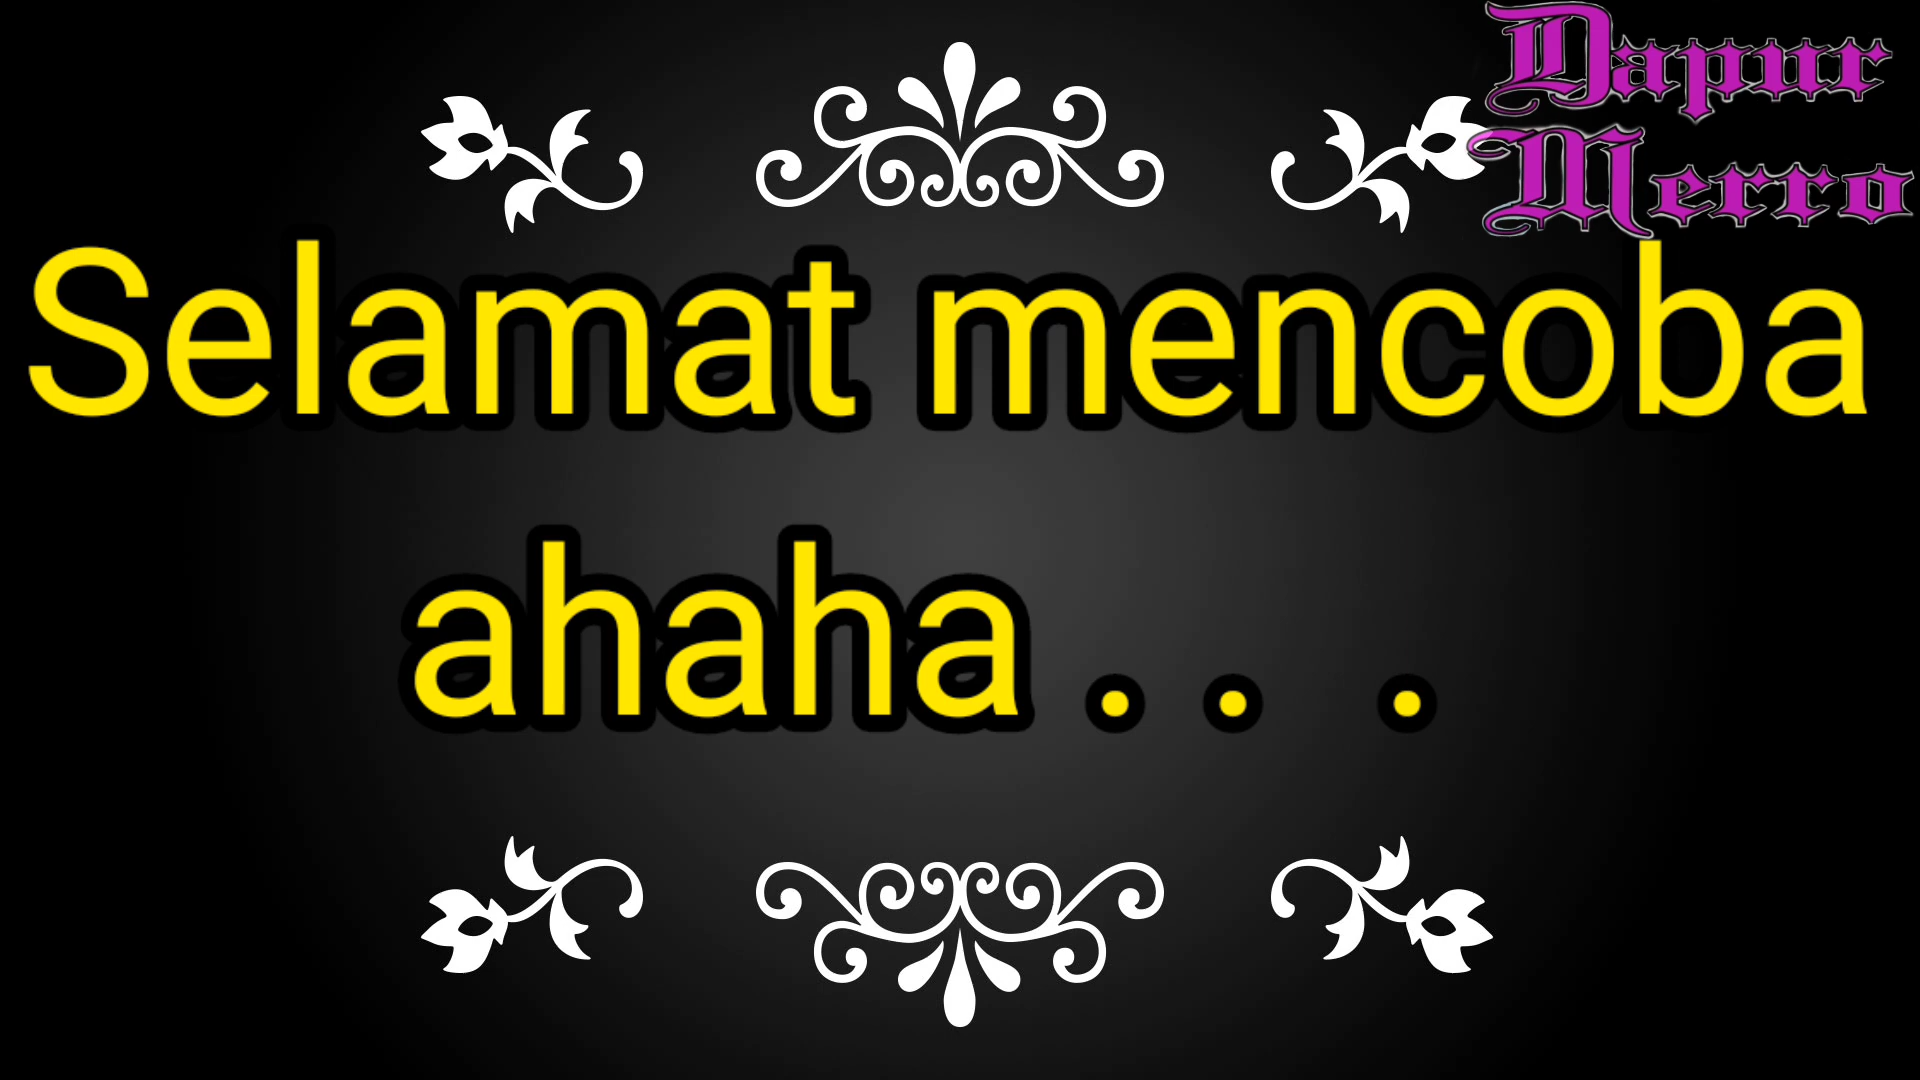 Dapur
Merro
Selamat mencoba
ahaha . .  .